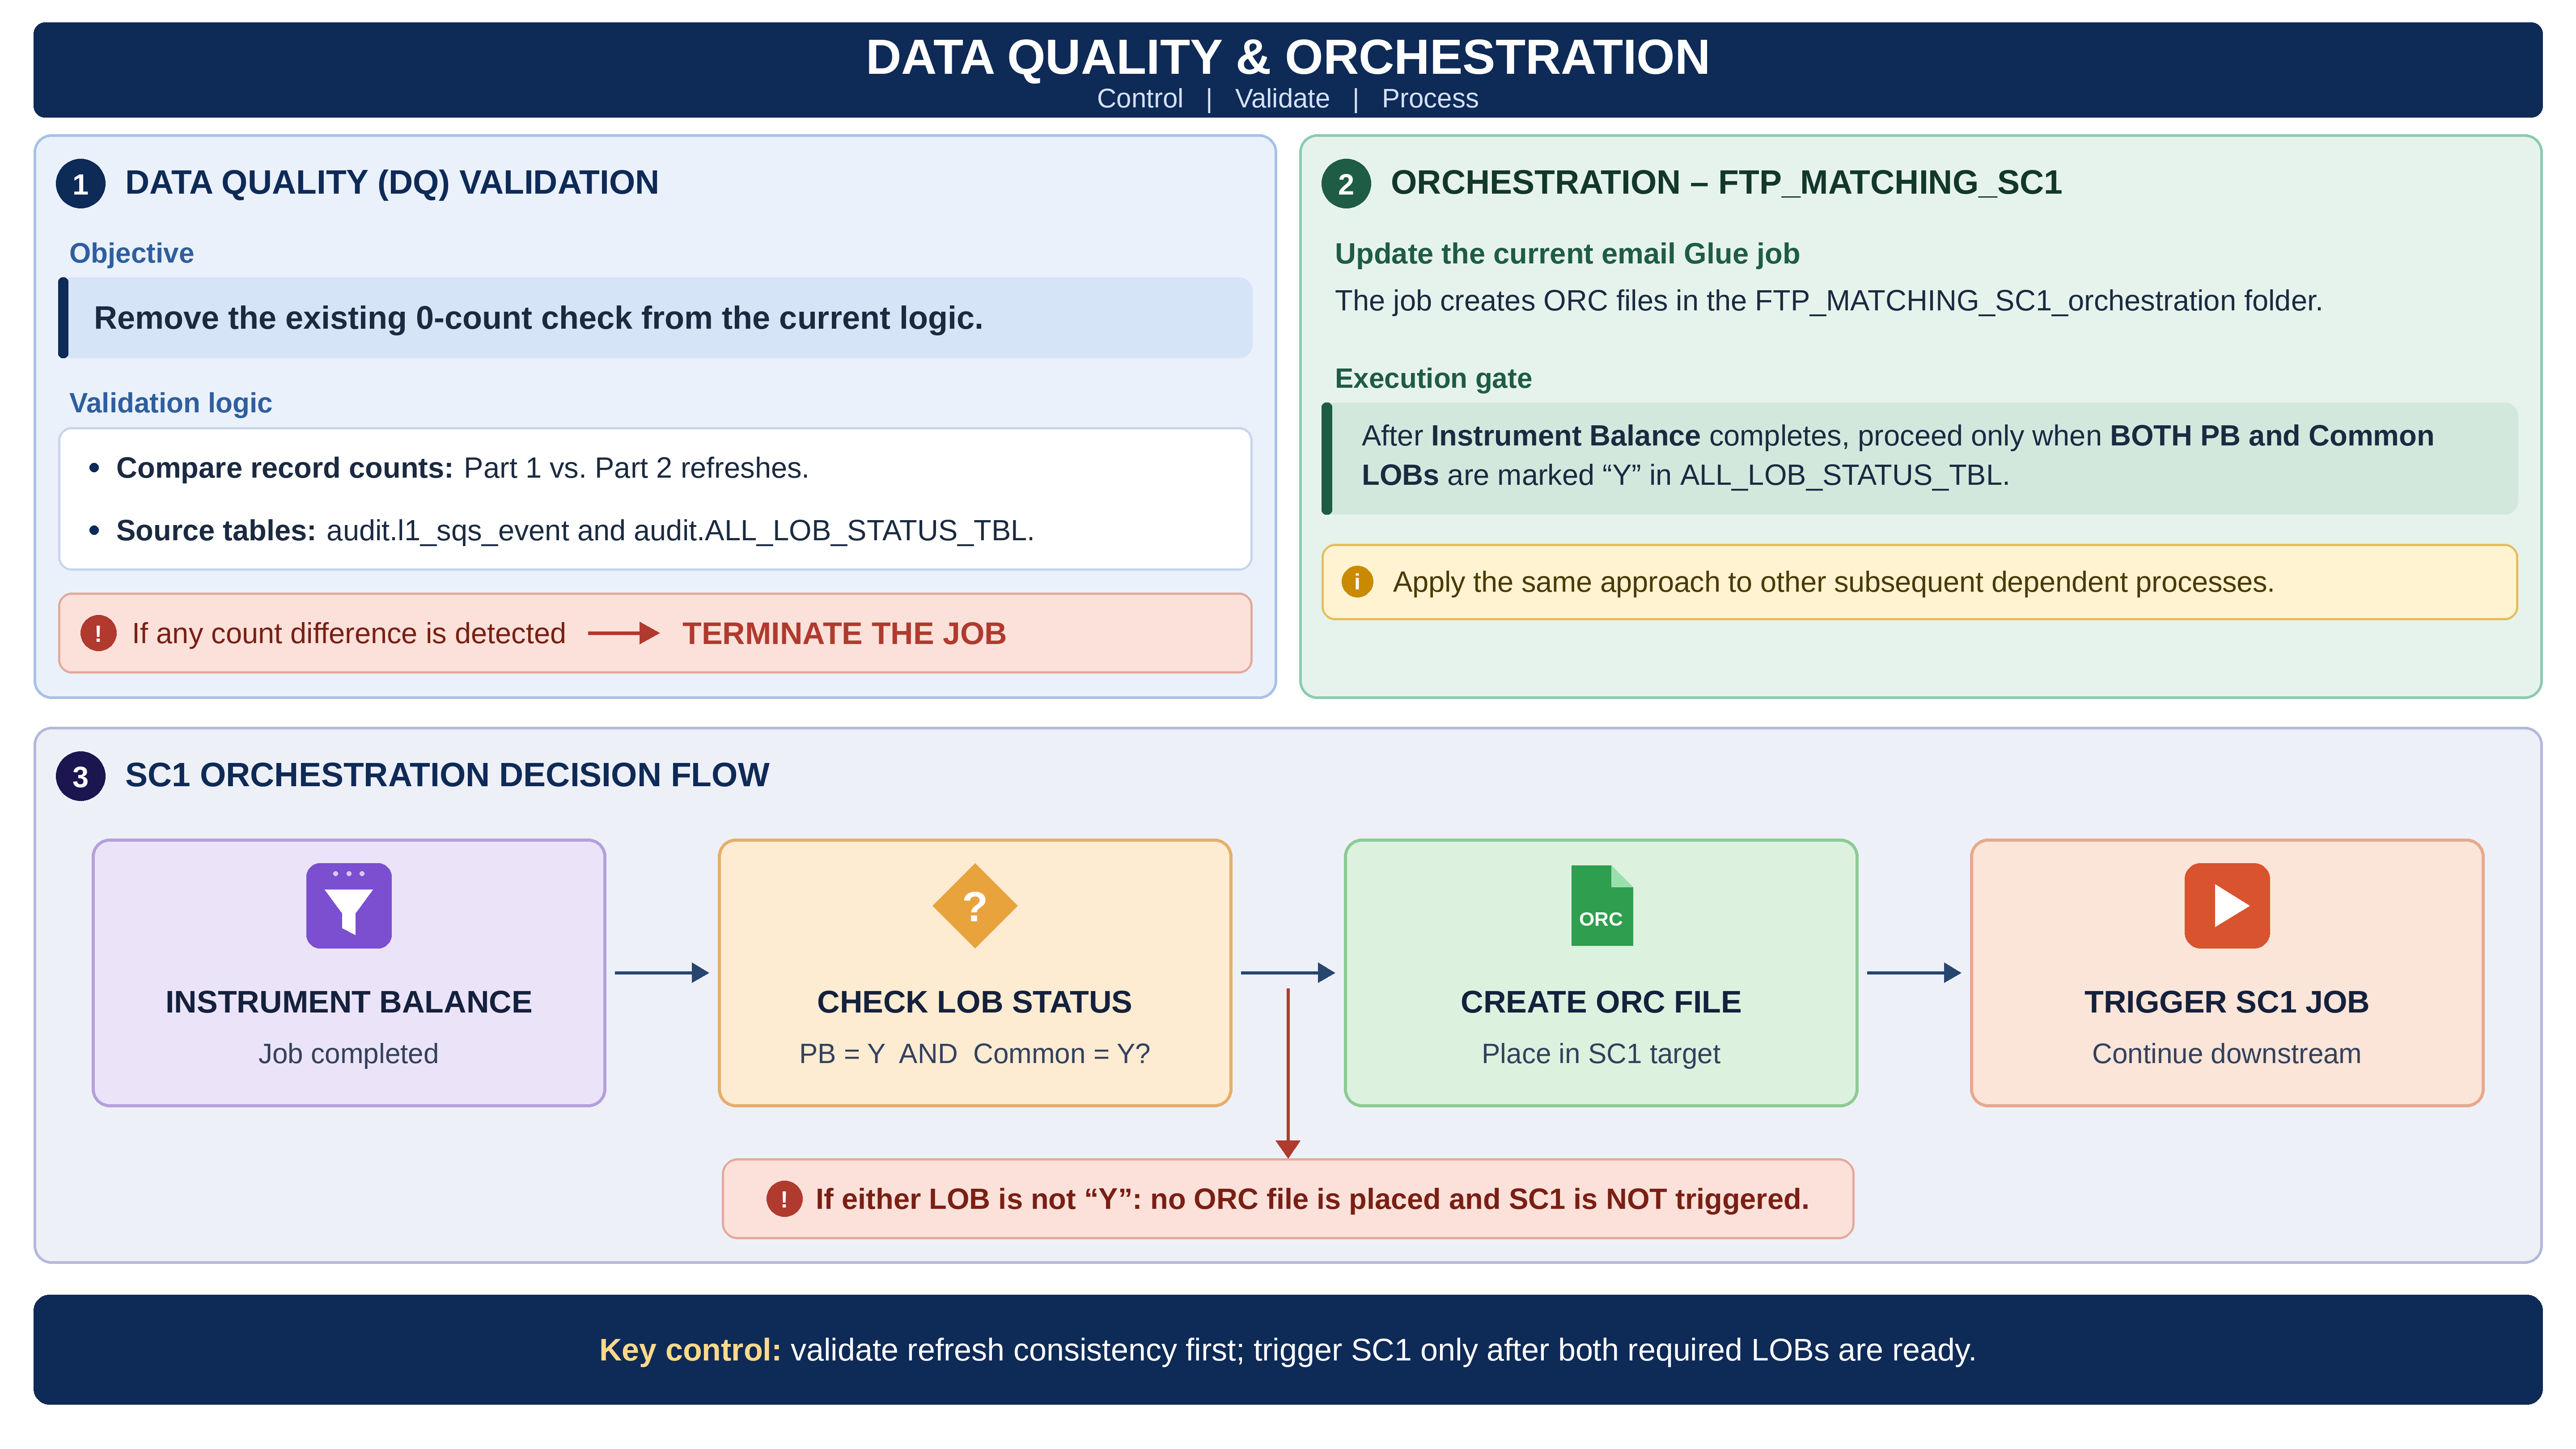 DATA QUALITY & ORCHESTRATION
Control | Validate | Process
1 DATA QUALITY (DQ) VALIDATION
Objective
Remove the existing 0-count check from the current logic.
Validation logic
• Compare record counts: Part 1 vs. Part 2 refreshes.
• Source tables: audit.l1_sqs_event and audit.ALL_LOB_STATUS_TBL.
! If any count difference is detected → TERMINATE THE JOB
2 ORCHESTRATION – FTP_MATCHING_SC1
Update the current email Glue job
The job creates ORC files in the FTP_MATCHING_SC1_orchestration folder.
Execution gate
After Instrument Balance completes, proceed only when BOTH PB and Common
LOBs are marked “Y” in ALL_LOB_STATUS_TBL.
i Apply the same approach to other subsequent dependent processes.
3 SC1 ORCHESTRATION DECISION FLOW
INSTRUMENT BALANCE
Job completed
?
CHECK LOB STATUS
PB = Y AND Common = Y?
ORC
CREATE ORC FILE
Place in SC1 target
TRIGGER SC1 JOB
Continue downstream
! If either LOB is not “Y”: no ORC file is placed and SC1 is NOT triggered.
Key control: validate refresh consistency first; trigger SC1 only after both required LOBs are ready.